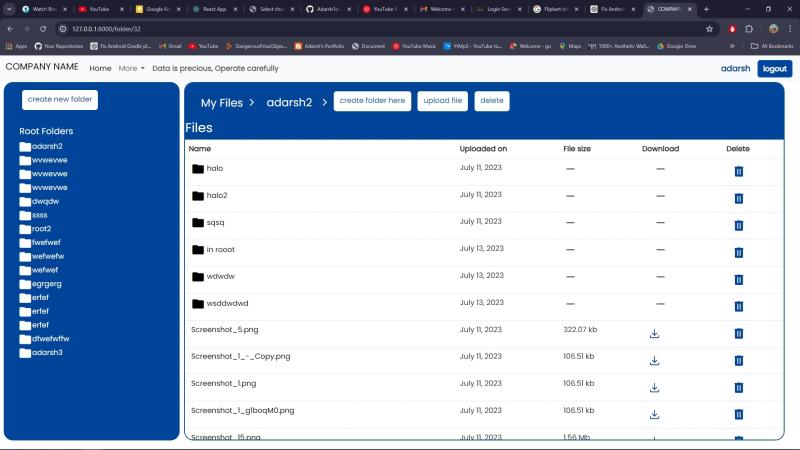 Watch Bro
YouTube
Google Ke
React App
Select che
AdarshTe
YouTube M
Welcome
Login Serv
Flipkart Id
Fix Androi
COMPANY
127.0.0.1:8000/folder/32
Apps
Your Repositories
Fix Android Gradle pl...
Gmail
YouTube
DangerousPrizeObjec...
Adarsh's Portfolio
Document
YouTube Music
YtMp3 - YouTube to...
Welcome - gu
Maps
1000+ Aesthetic Wall...
Google Drive
All Bookmarks
COMPANY NAME
Home
More
Data is precious, Operate carefully
adarsh
logout
create new folder
Root Folders
adarsh2
wvwevwe
wvwevwe
wvwevwe
dwqdw
ssss
root2
fwefwef
wefwefw
wefwef
egrgerg
erfef
erfef
erfef
dfwefwffw
adarsh3
My Files > adarsh2 >
create folder here
upload file
delete
Files
Name Uploaded on File size Download Delete
halo July 11, 2023 — —
halo2 July 11, 2023 — —
sqsq July 11, 2023 — —
in rooot July 13, 2023 — —
wdwdw July 13, 2023 — —
wsddwdwd July 13, 2023 — —
Screenshot_5.png July 11, 2023 322.07 kb
Screenshot_1_-_Copy.png July 11, 2023 106.51 kb
Screenshot_1.png July 11, 2023 106.51 kb
Screenshot_1_g1boqM0.png July 11, 2023 106.51 kb
Screenshot_15.png July 11, 2023 1.56 Mb